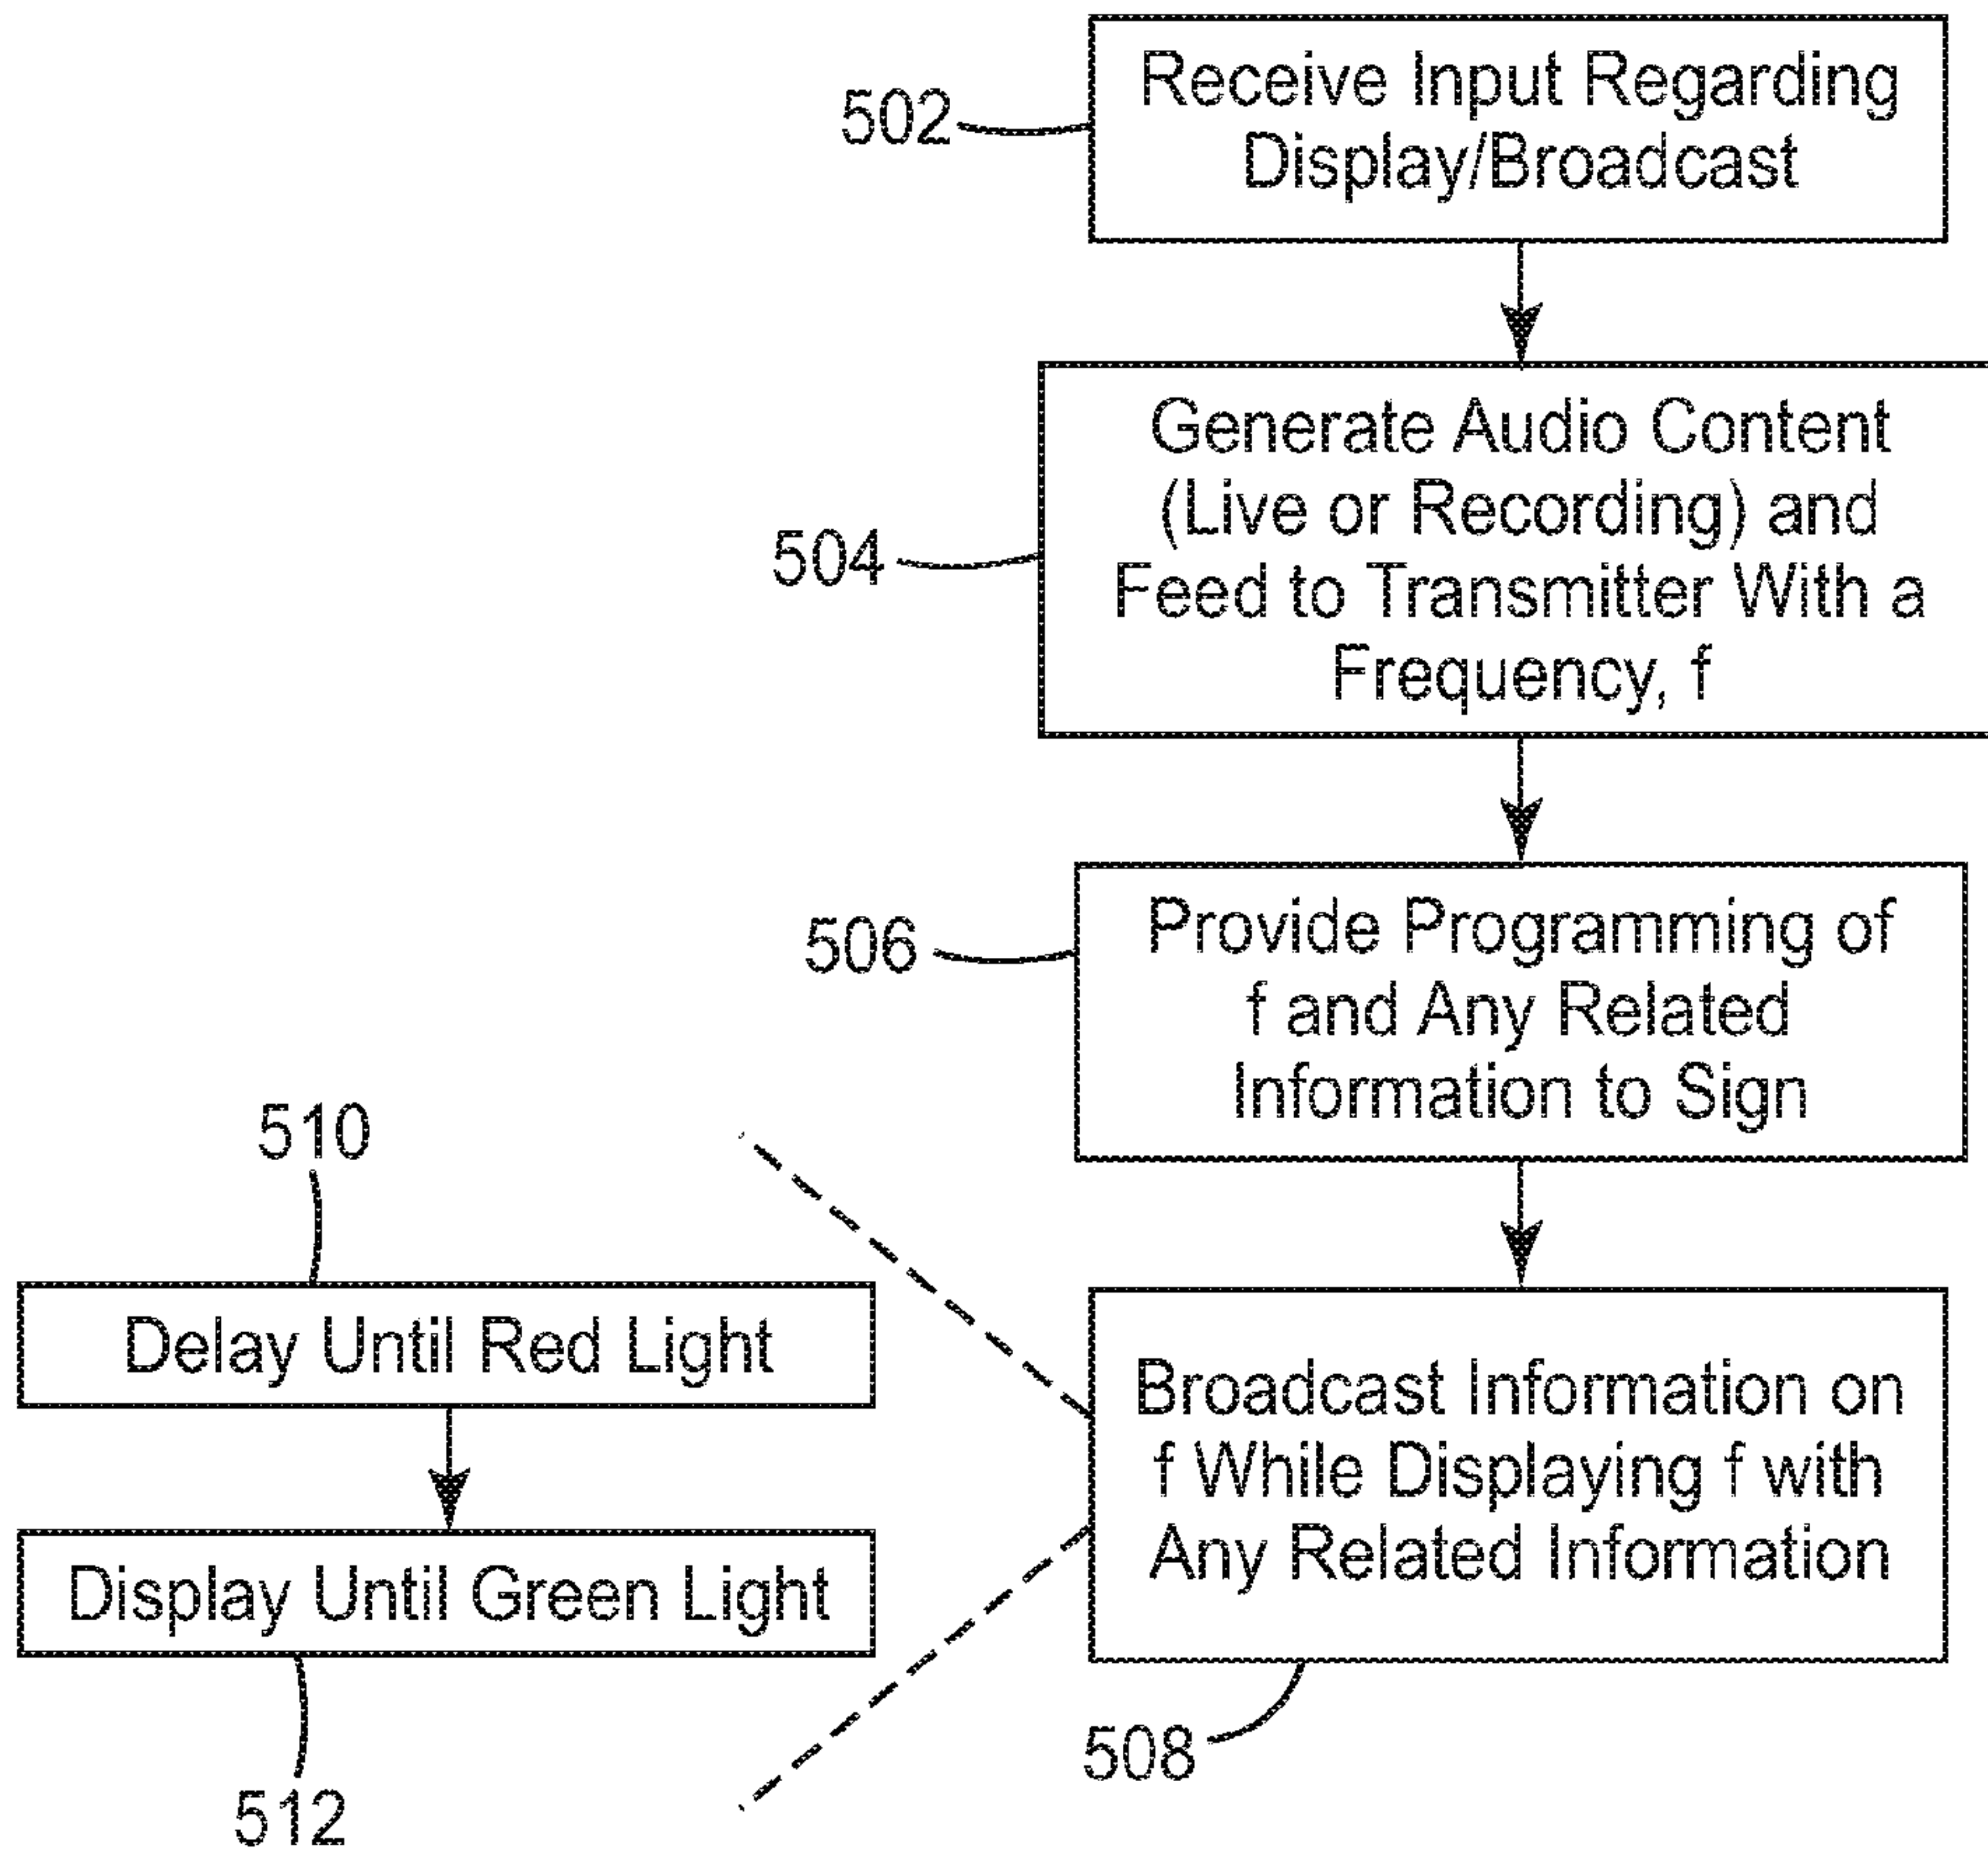 502
Receive Input Regarding
Display/Broadcast
504
Generate Audio Content
(Live or Recording) and
Feed to Transmitter With a
Frequency, f
506
Provide Programming of
f and Any Related
Information to Sign
510
Delay Until Red Light
Display Until Green Light
512
Broadcast Information on
f While Displaying f with
Any Related Information
508